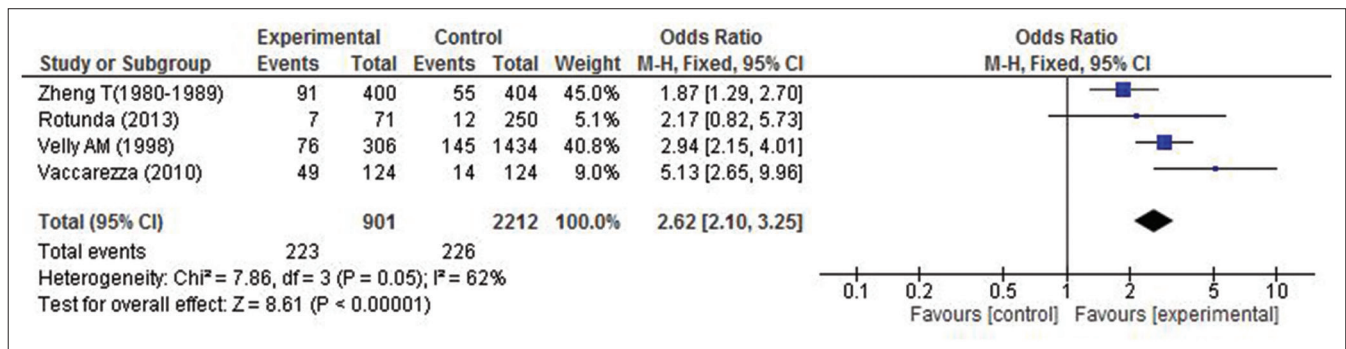 Experimental Control Odds Ratio Odds Ratio
Study or Subgroup Events Total Events Total Weight M-H, Fixed, 95% CI M-H, Fixed, 95% CI
Zheng T(1980-1989) 91 400 55 404 45.0% 1.87 [1.29, 2.70]
Rotunda (2013) 7 71 12 250 5.1% 2.17 [0.82, 5.73]
Velly AM (1998) 76 306 145 1434 40.8% 2.94 [2.15, 4.01]
Vaccarezza (2010) 49 124 14 124 9.0% 5.13 [2.65, 9.96]
Total (95% CI) 901 2212 100.0% 2.62 [2.10, 3.25]
Total events 223 226
Heterogeneity: Chi² = 7.86, df = 3 (P = 0.05); I² = 62%
Test for overall effect: Z = 8.61 (P < 0.00001)
0.1 0.2 0.5 1 2 5 10
Favours [control] Favours [experimental]